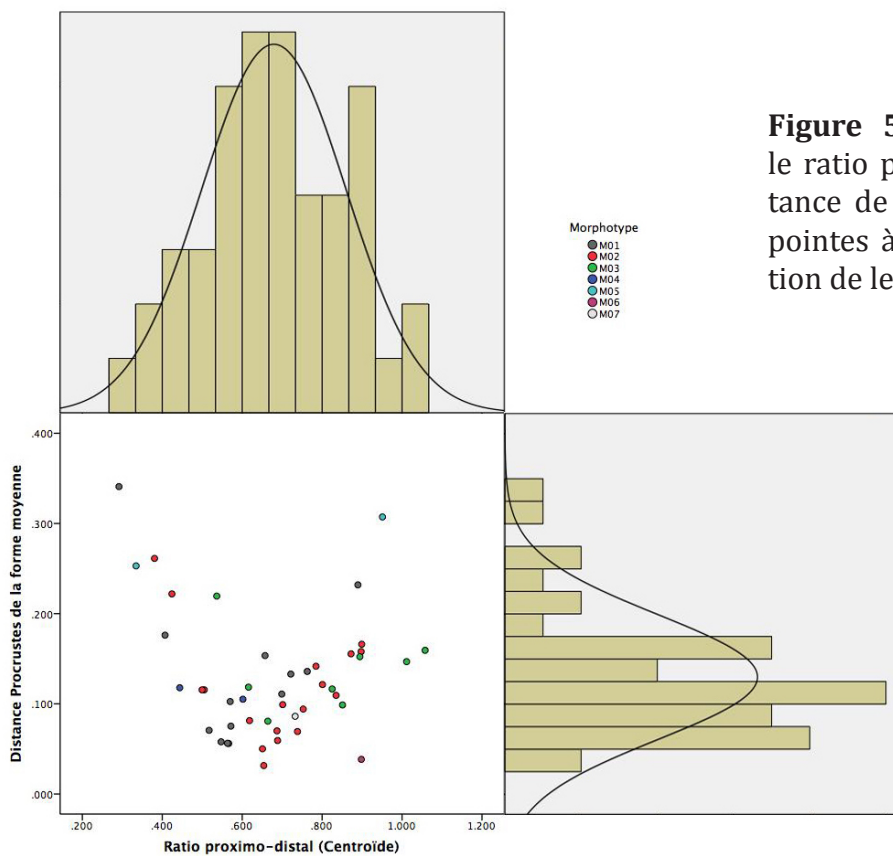 Figure 5
le ratio p
tance de
pointes à
tion de le
Morphotype
M01
M02
M03
M04
M05
M06
M07
.400
.300
.200
.100
.000
Distance Procrustes de la forme moyenne
.200 .400 .600 .800 1.000 1.200
Ratio proximo-distal (Centroïde)